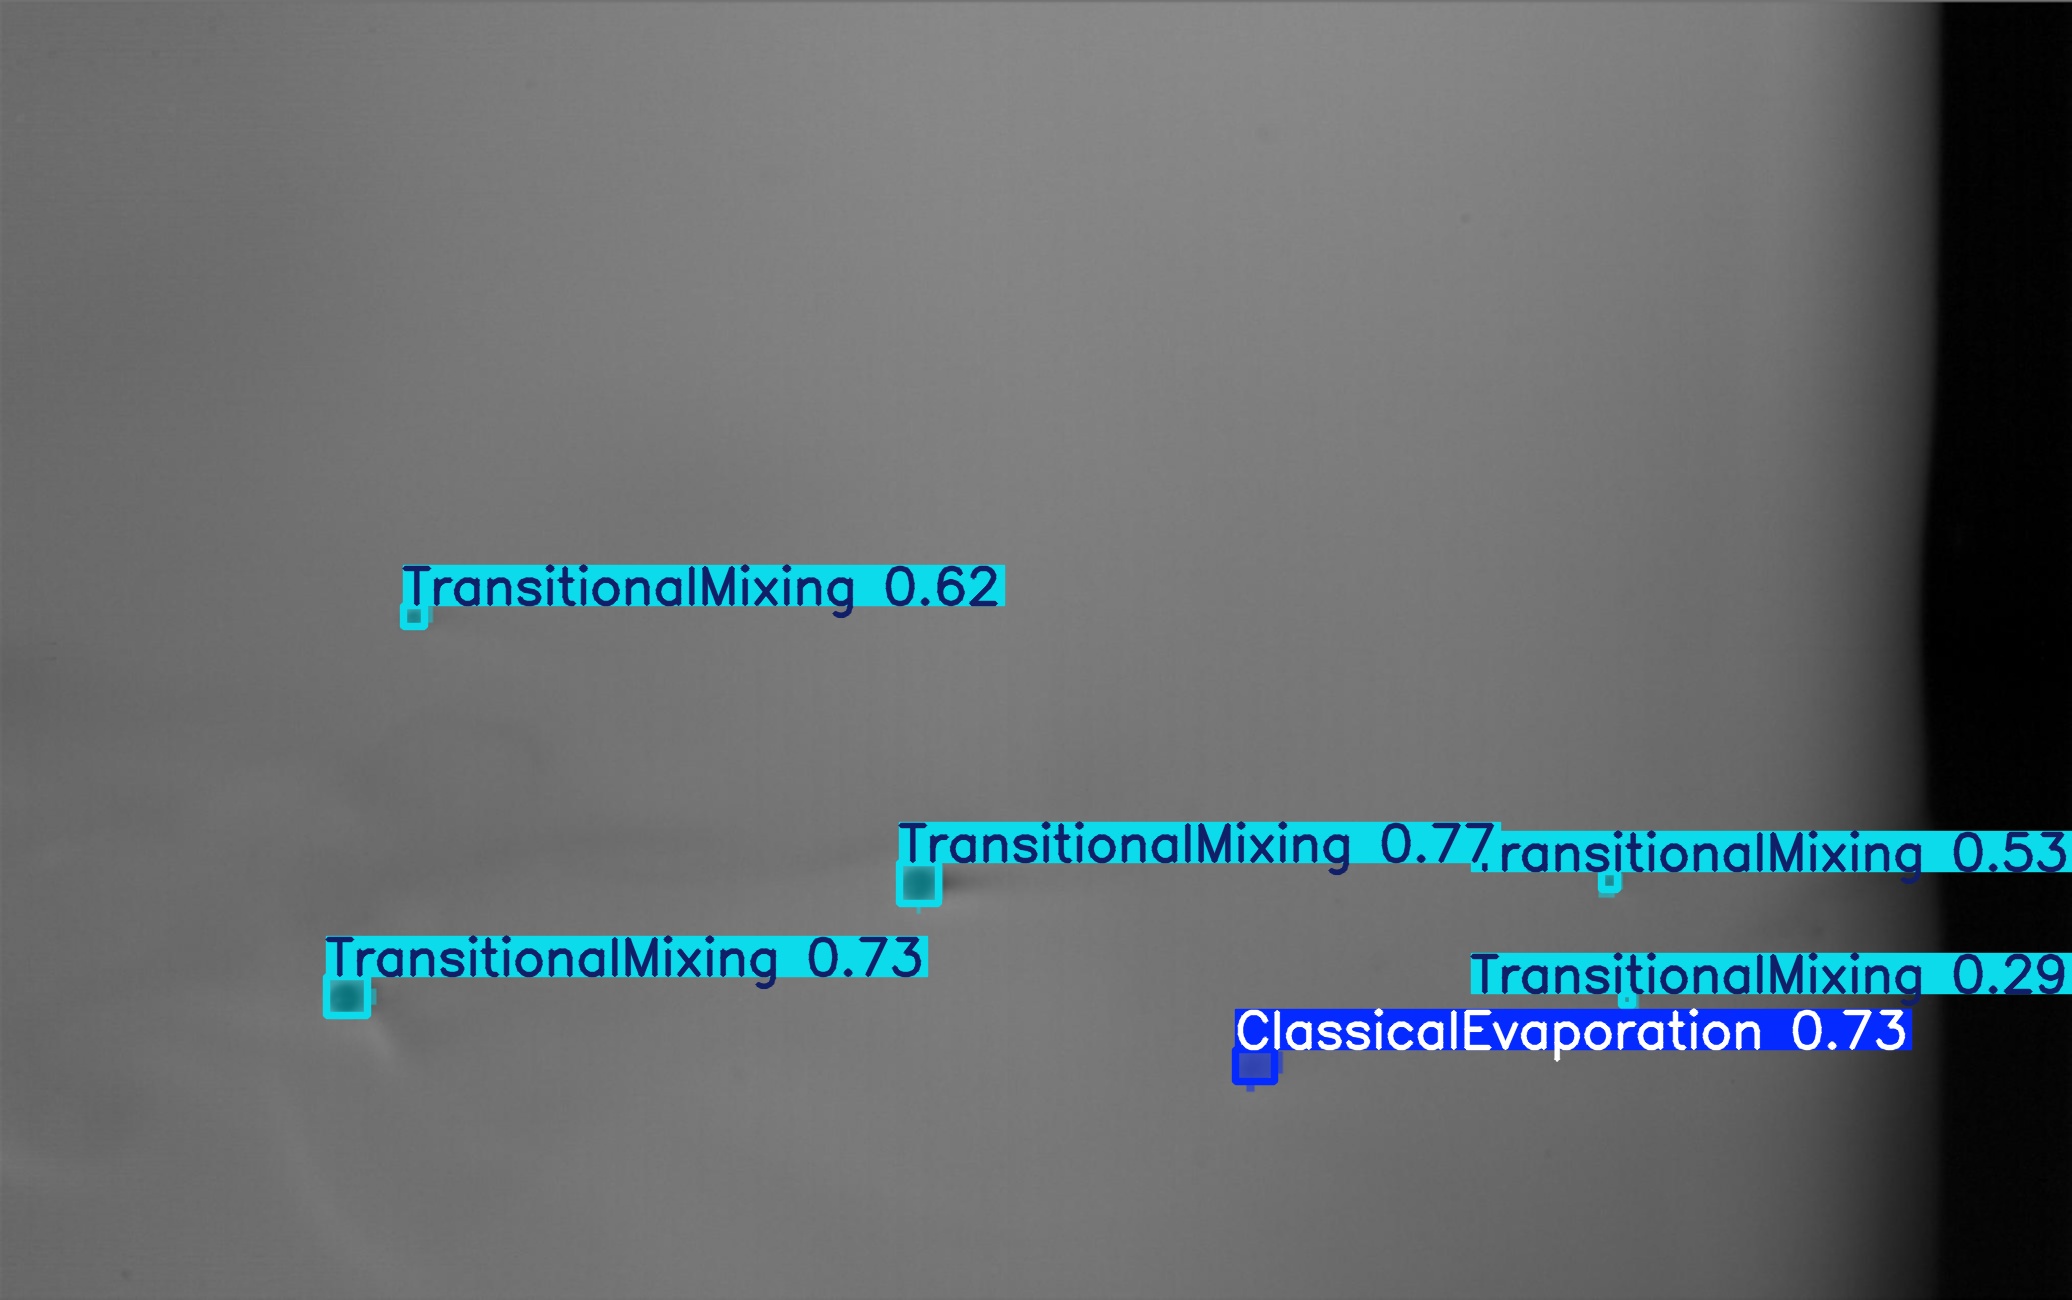 TransitionalMixing 0.62
TransitionalMixing 0.77
ransitionalMixing 0.53
TransitionalMixing 0.73
TransitionalMixing 0.29
ClassicalEvaporation 0.73